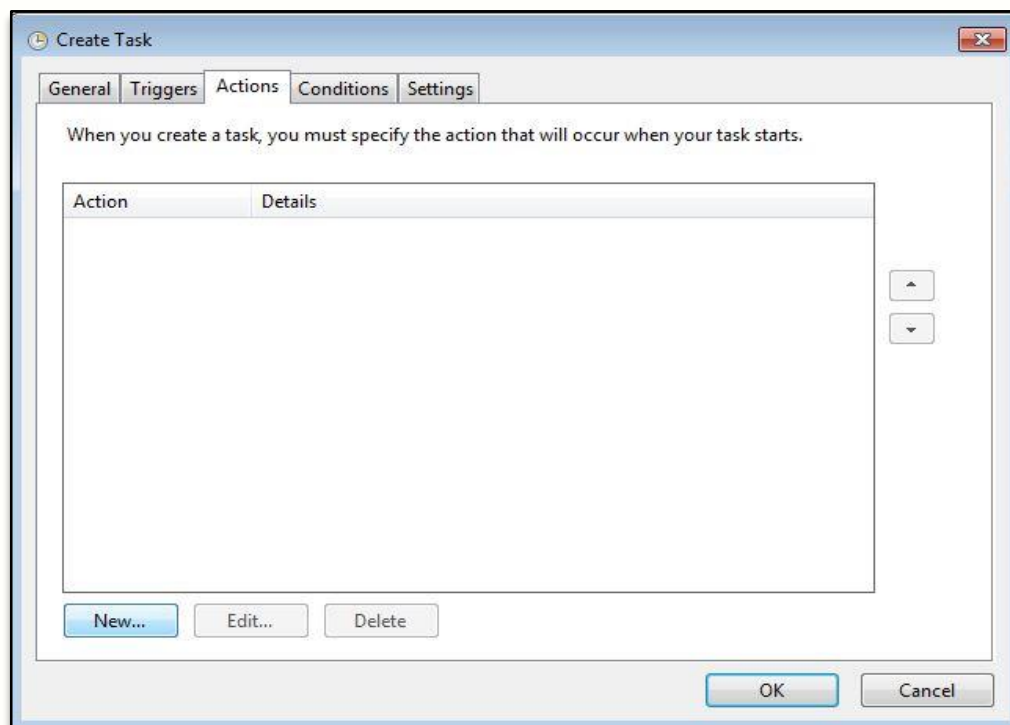 Create Task
General Triggers Actions Conditions Settings
When you create a task, you must specify the action that will occur when your task starts.
Action Details
New... Edit... Delete
OK Cancel